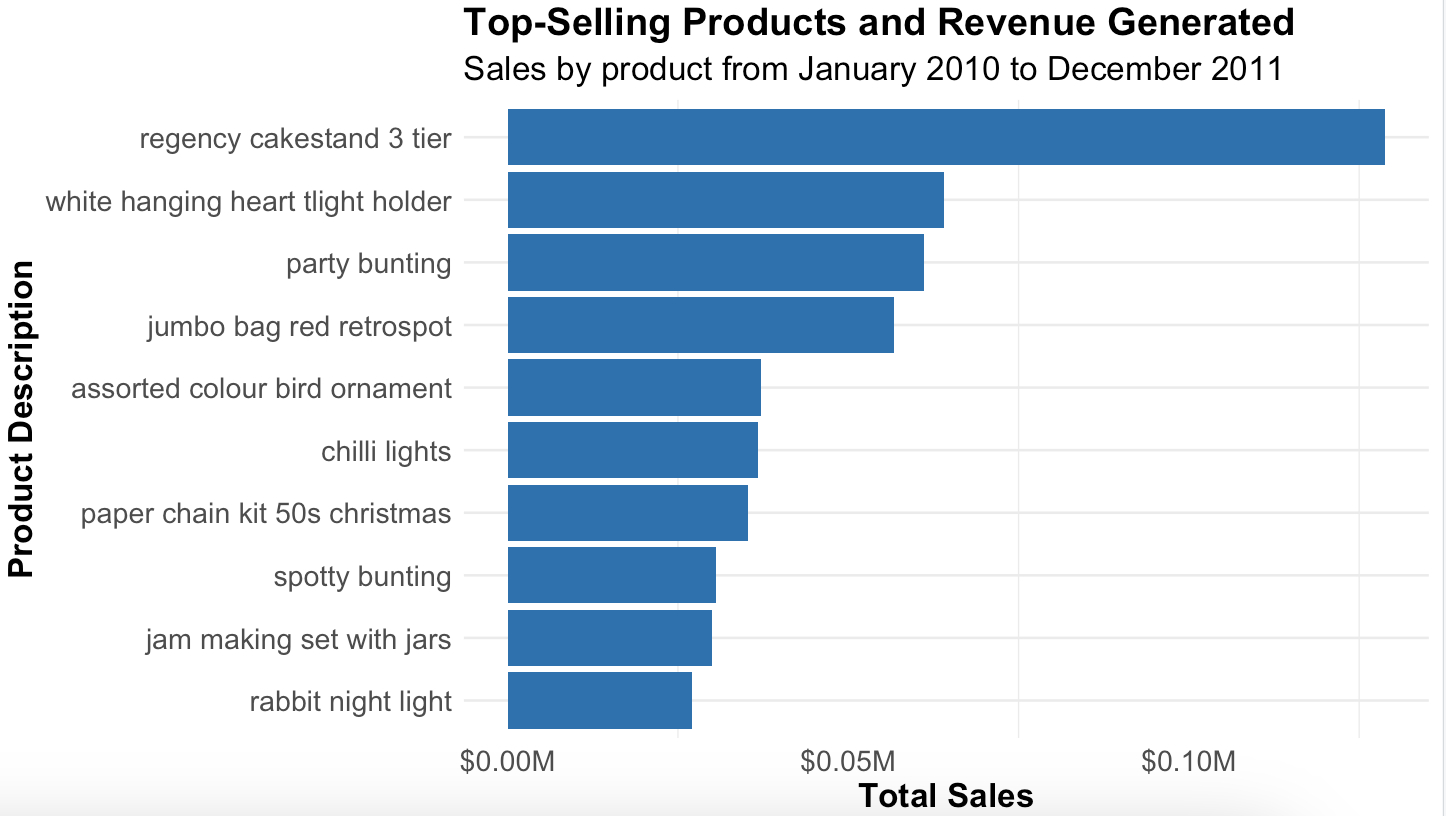 Top-Selling Products and Revenue Generated
Sales by product from January 2010 to December 2011
Product Description
regency cakestand 3 tier
white hanging heart tlight holder
party bunting
jumbo bag red retrospot
assorted colour bird ornament
chilli lights
paper chain kit 50s christmas
spotty bunting
jam making set with jars
rabbit night light
$0.00M $0.05M $0.10M
Total Sales